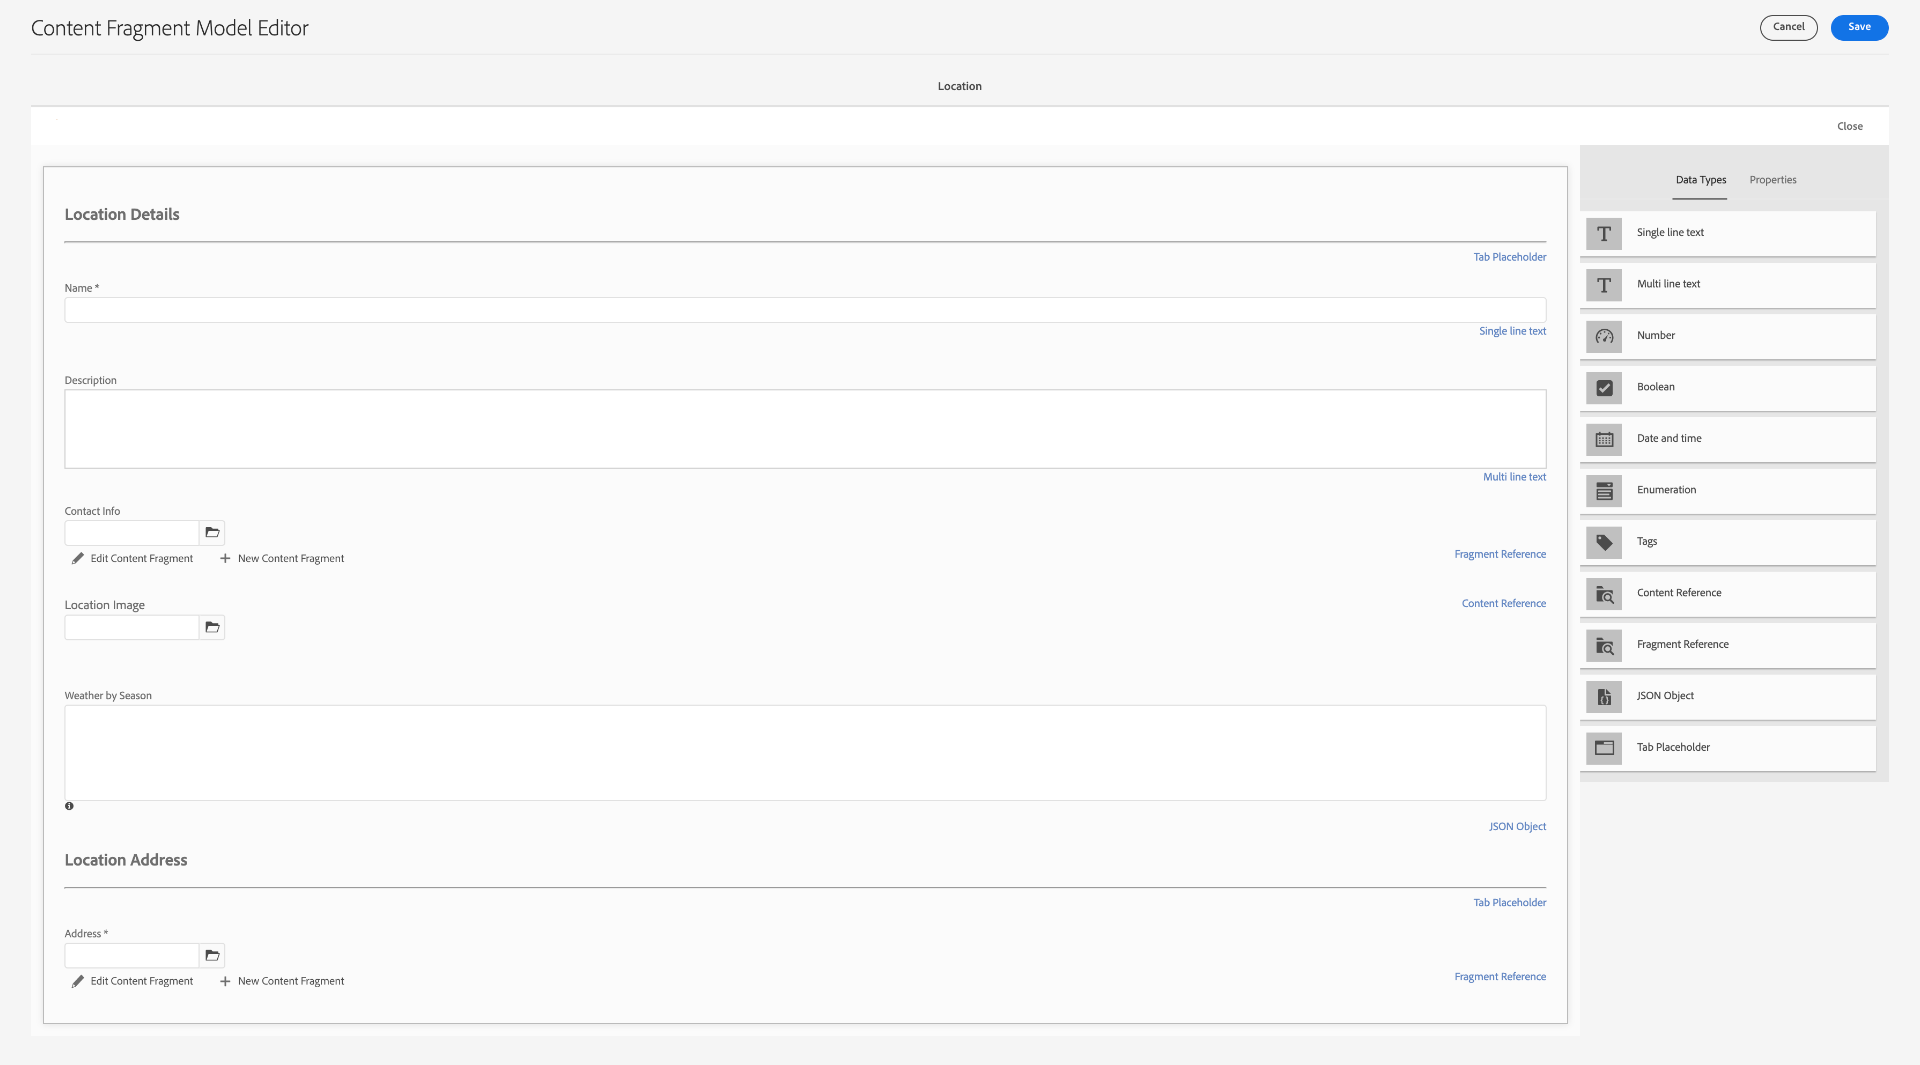 Content Fragment Model Editor
Cancel
Save
Location
Close
Location Details
Tab Placeholder
Name *
Single line text
Description
Multi line text
Contact Info
Edit Content Fragment
New Content Fragment
Fragment Reference
Location Image
Content Reference
Weather by Season
JSON Object
Location Address
Tab Placeholder
Address *
Edit Content Fragment
New Content Fragment
Fragment Reference
Data Types
Properties
Single line text
Multi line text
Number
Boolean
Date and time
Enumeration
Tags
Content Reference
Fragment Reference
JSON Object
Tab Placeholder